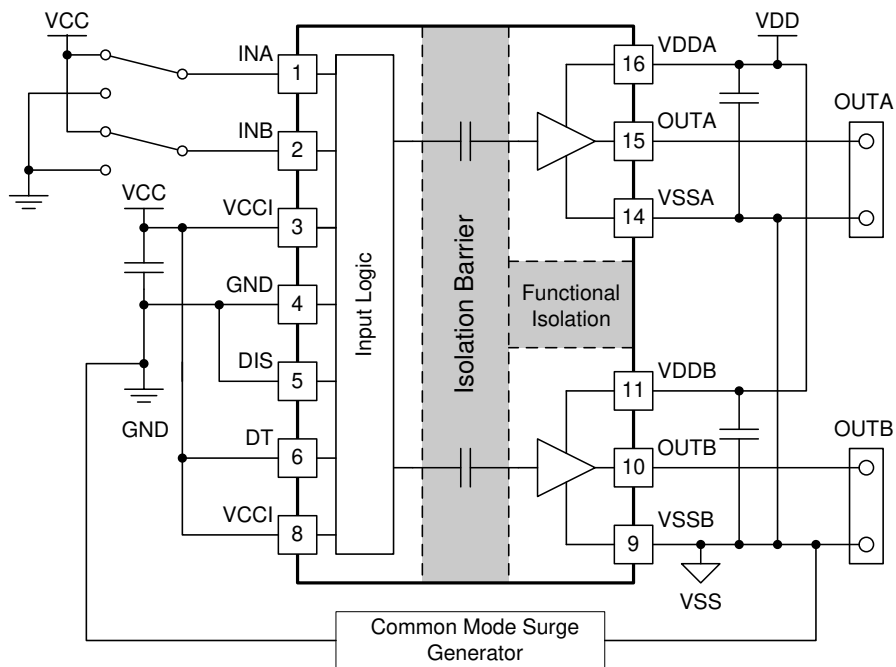 VCC
VDD
INA
1
16
VDDA
OUTA
INB
2
15
OUTA
VCC
VCCI
3
14
VSSA
GND
4
Input Logic
Isolation Barrier
Functional
Isolation
DIS
5
11
VDDB
GND
DT
6
10
OUTB
OUTB
VCCI
8
9
VSSB
VSS
Common Mode Surge
Generator